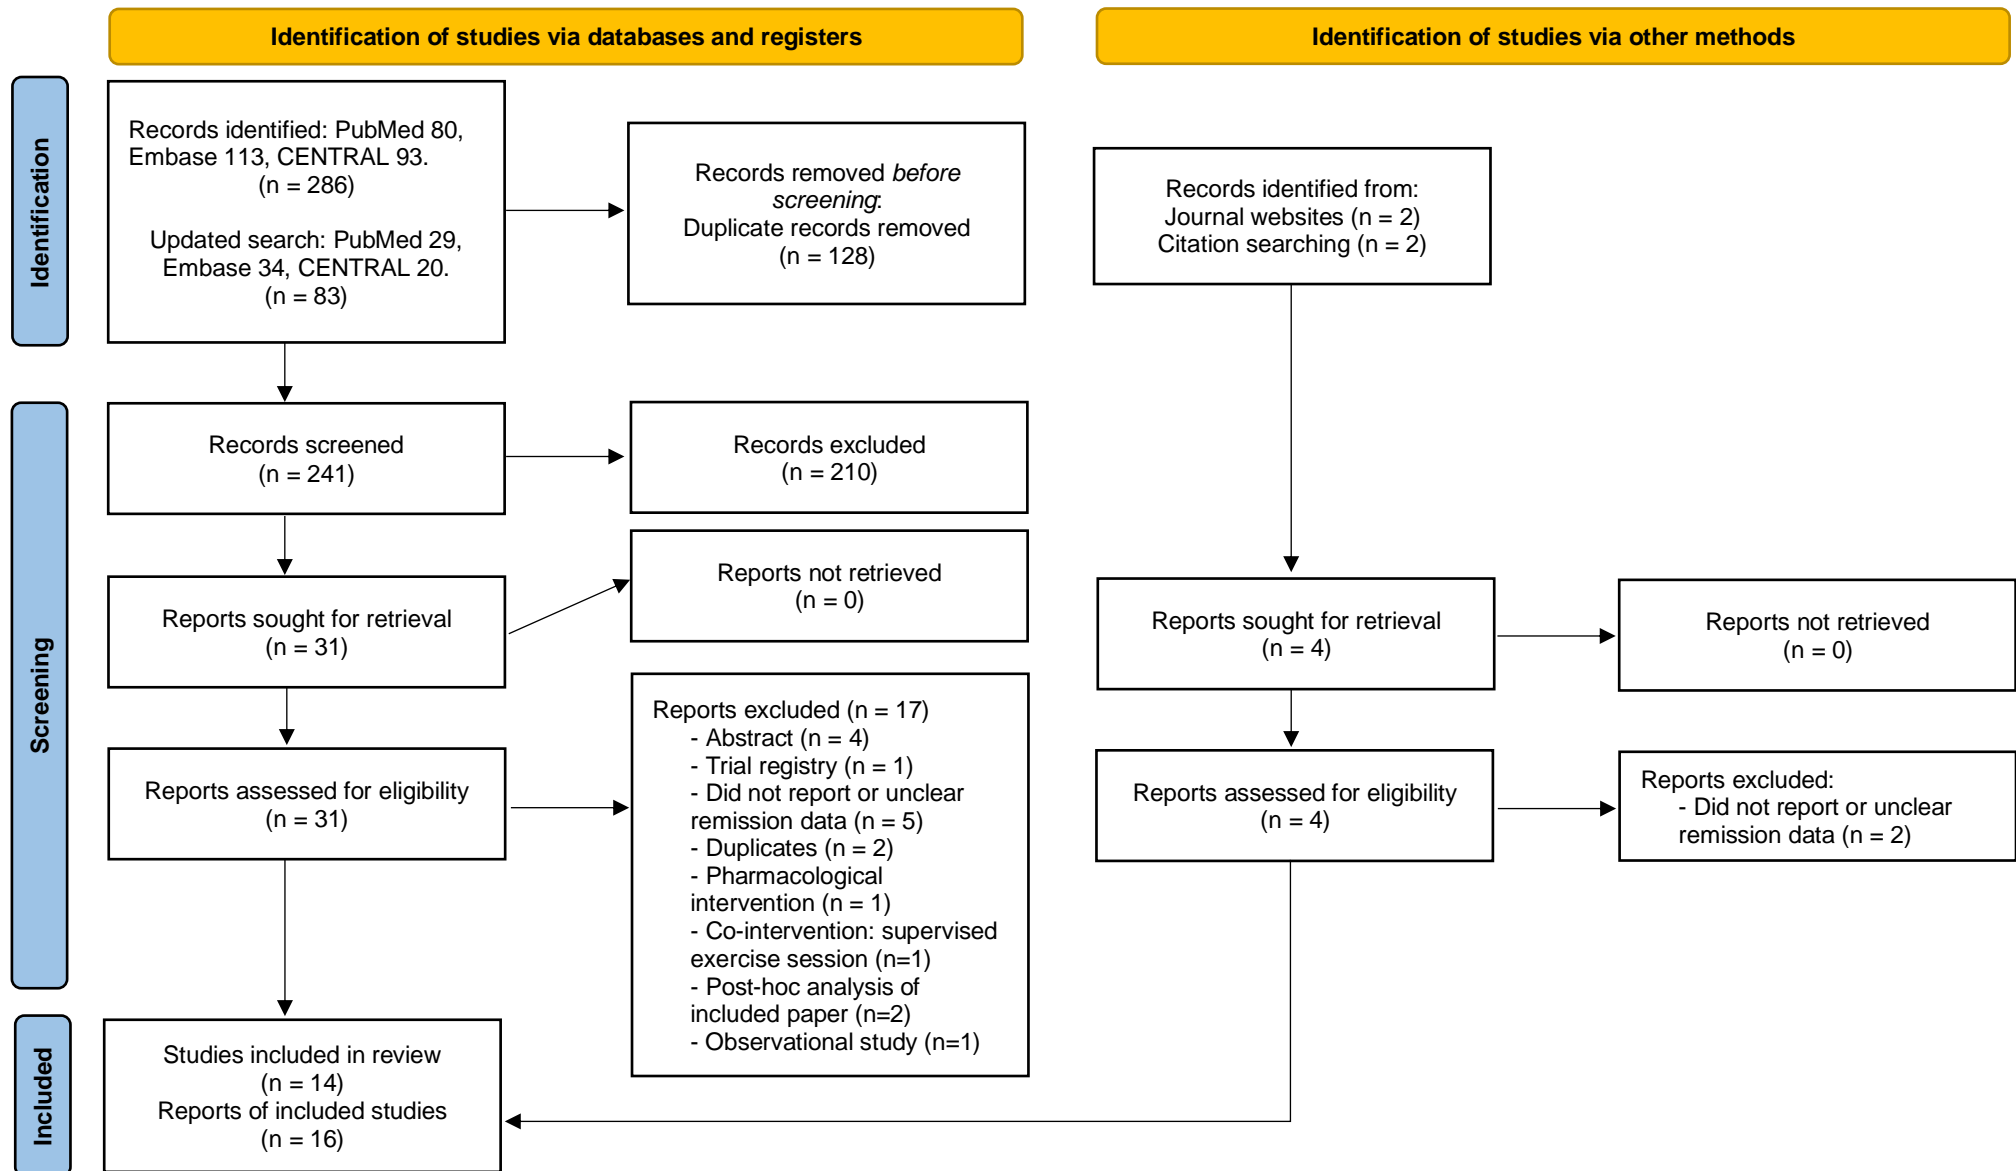 Identification of studies via databases and registers
Identification of studies via other methods
Identification
Records identified: PubMed 80,
Embase 113, CENTRAL 93.
(n = 286)
Updated search: PubMed 29,
Embase 34, CENTRAL 20.
(n = 83)
Records removed before
screening:
Duplicate records removed
(n = 128)
Records identified from:
Journal websites (n = 2)
Citation searching (n = 2)
Screening
Records screened
(n = 241)
Records excluded
(n = 210)
Reports sought for retrieval
(n = 31)
Reports not retrieved
(n = 0)
Reports sought for retrieval
(n = 4)
Reports not retrieved
(n = 0)
Reports assessed for eligibility
(n = 31)
Reports excluded (n = 17)
- Abstract (n = 4)
- Trial registry (n = 1)
- Did not report or unclear
remission data (n = 5)
- Duplicates (n = 2)
- Pharmacological
intervention (n = 1)
- Co-intervention: supervised
exercise session (n=1)
- Post-hoc analysis of
included paper (n=2)
- Observational study (n=1)
Reports assessed for eligibility
(n = 4)
Reports excluded:
- Did not report or unclear
remission data (n = 2)
Included
Studies included in review
(n = 14)
Reports of included studies
(n = 16)